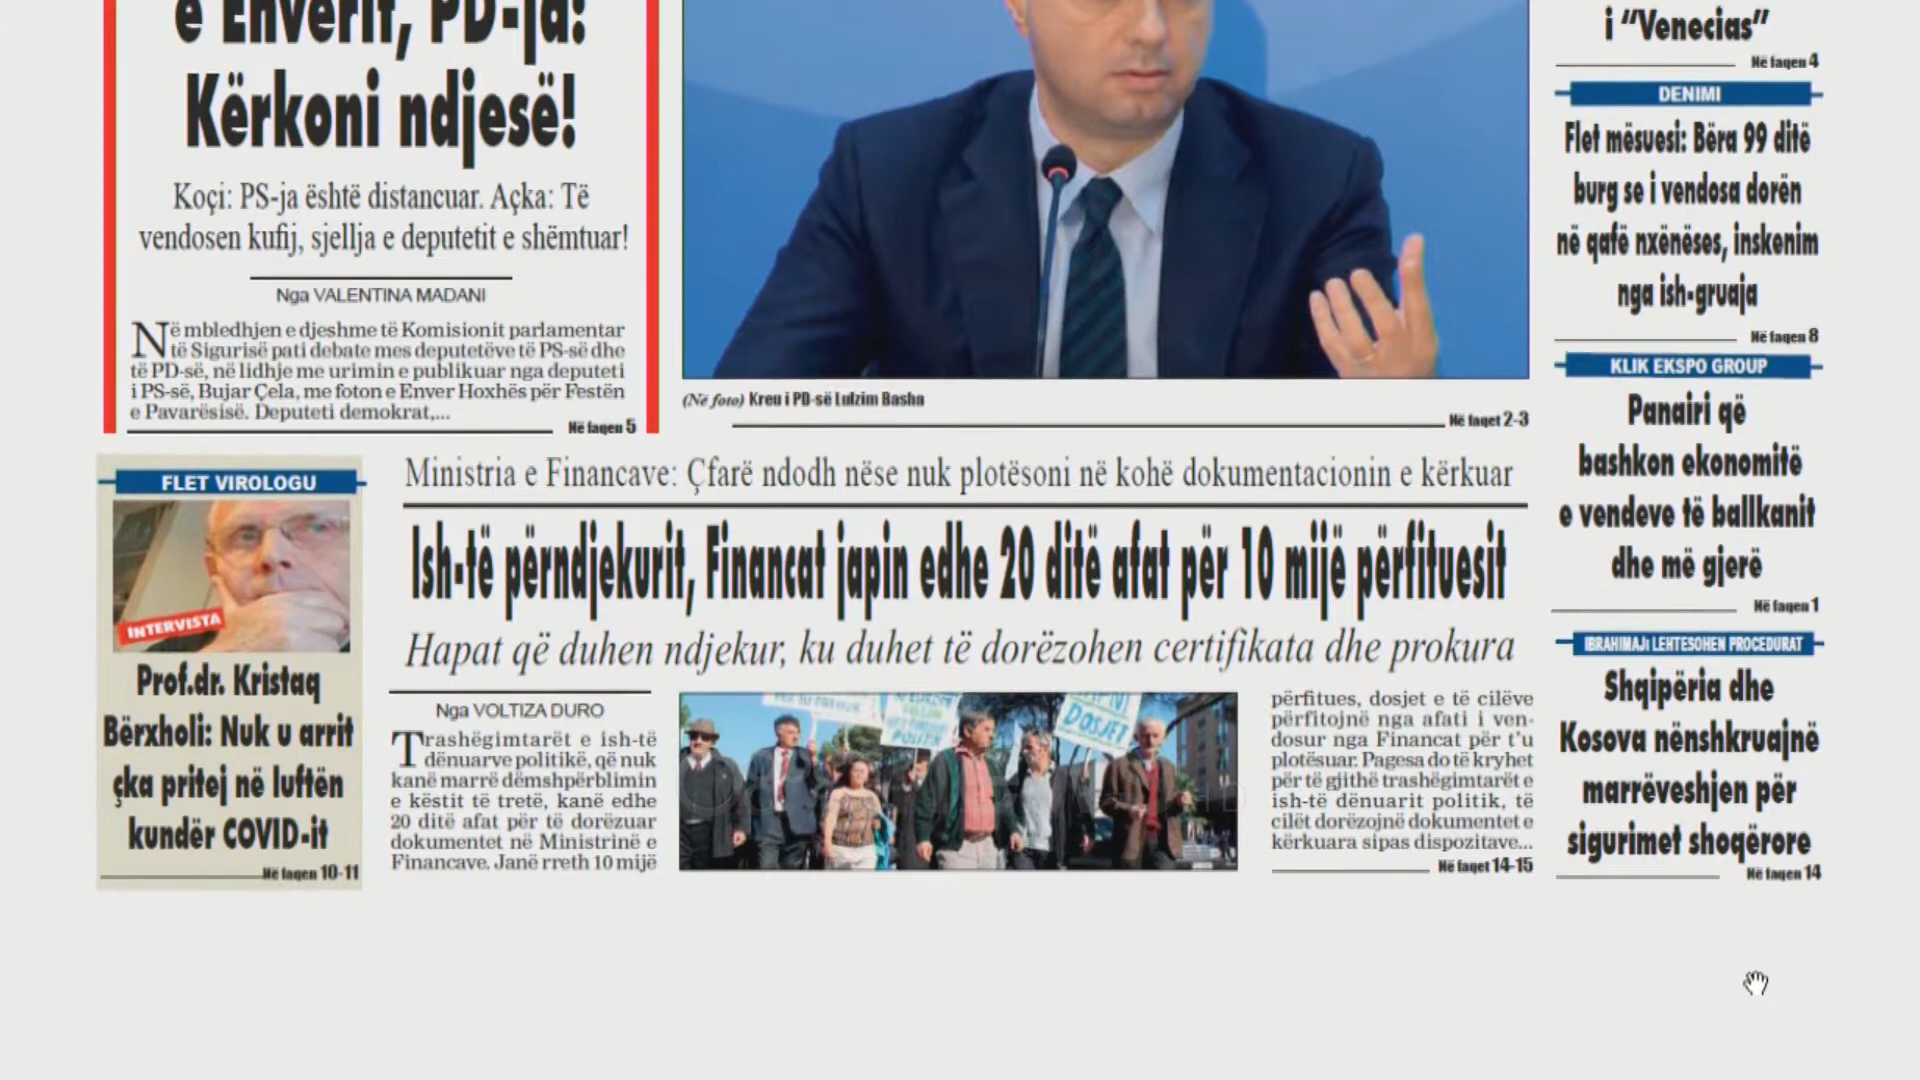 e Enverit, PD-ja:
Kërkoni ndjesë!
Koçi: PS-ja është distancuar. Açka: Të
vendosen kufij, sjellja e deputetit e shëmtuar!
Nga VALENTINA MADANI
Në mbledhjen e djeshme të Komisionit parlamentar
të Sigurisë pati debate mes deputetëve të PS-së dhe
të PD-së, në lidhje me urimin e publikuar nga deputeti
i PS-së, Bujar Çela, me foton e Enver Hoxhës për Festën
e Pavarësisë. Deputeti demokrat,...
Në faqen 5
(Në foto) Kreu i PD-së Lulzim Basha
Në faqet 2-3
i “Venecias”
Në faqen 4
DENIMI
Flet mësuesi: Bëra 99 ditë
burg se i vendosa dorën
në qafë nxënëses, inskenim
nga ish-gruaja
Në faqen 8
KLIK EKSPO GROUP
Panairi që
bashkon ekonomitë
e vendeve të ballkanit
dhe më gjerë
Në faqen 1
IBRAHIMAJ: LEHTESOHEN PROCEDURAT
Shqipëria dhe
Kosova nënshkruajnë
marrëveshjen për
sigurimet shoqërore
Në faqen 14
FLET VIROLOGU
INTERVISTA
Prof.dr. Kristaq
Bërxholi: Nuk u arrit
çka pritej në luftën
kundër COVID-it
Në faqen 10-11
Ministria e Financave: Çfarë ndodh nëse nuk plotësoni në kohë dokumentacionin e kërkuar
Ish-të përndjekurit, Financat japin edhe 20 ditë afat për 10 mijë përfituesit
Hapat që duhen ndjekur, ku duhet të dorëzohen certifikata dhe prokura
Nga VOLTIZA DURO
Trashëgimtarët e ish-të
dënuarve politikë, që nuk
kanë marrë dëmshpërblimin
e këstit të tretë, kanë edhe
20 ditë afat për të dorëzuar
dokumentet në Ministrinë e
Financave. Janë rreth 10 mijë
DOSJET
përfitues, dosjet e të cilëve
përfitojnë nga afati i ven-
dosur nga Financat për t’u
plotësuar. Pagesa do të kryhet
për të gjithë trashëgimtarët e
ish-të dënuarit politik, të
cilët dorëzojnë dokumentet e
kërkuara sipas dispozitave...
Në faqet 14-15